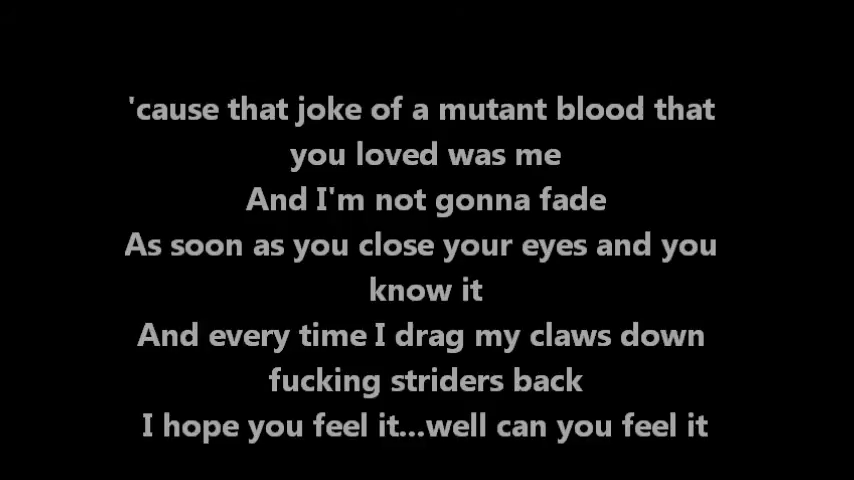 'cause that joke of a mutant blood that
you loved was me
And I'm not gonna fade
As soon as you close your eyes and you
know it
And every time I drag my claws down
fucking striders back
I hope you feel it...well can you feel it